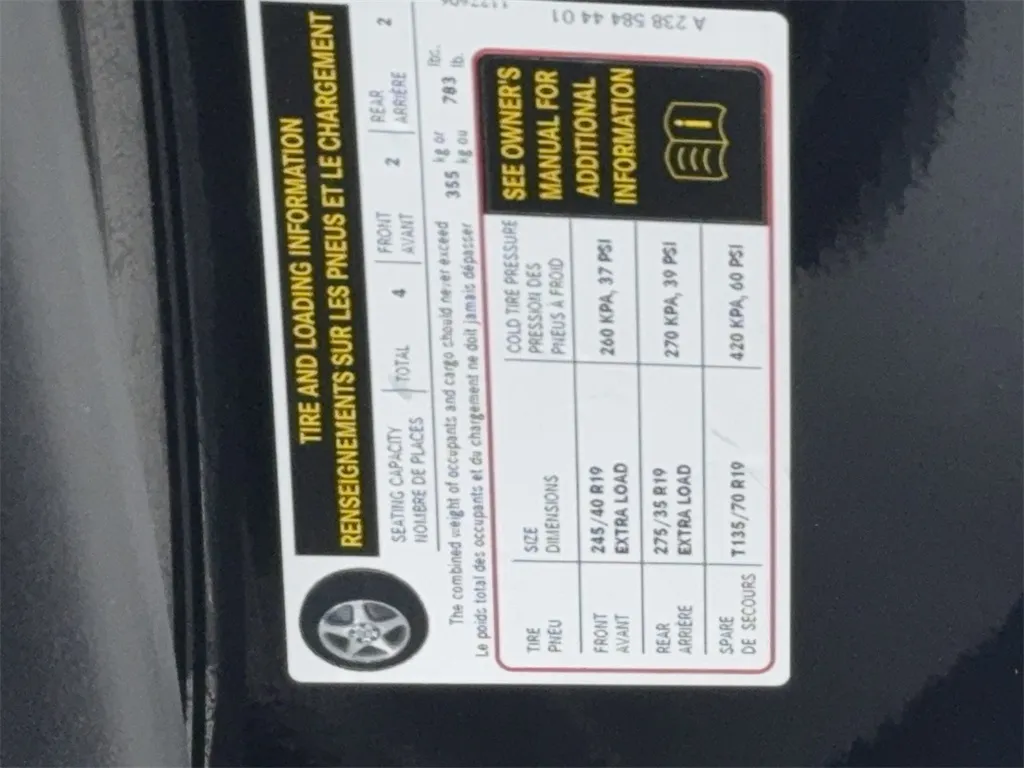 TIRE AND LOADING INFORMATION
RENSEIGNEMENTS SUR LES PNEUS ET LE CHARGEMENT
SEATING CAPACITY TOTAL 4 FRONT 2 REAR 2
NOMBRE DE PLACES AVANT ARRIÈRE
The combined weight of occupants and cargo should never exceed 355 kg or 783 lbs.
Le poids total des occupants et du chargement ne doit jamais dépasser kg ou lb.
TIRE SIZE COLD TIRE PRESSURE
PNEU DIMENSIONS PRESSION DES
PNEUS À FROID
FRONT 245/40 R19 260 KPA, 37 PSI
AVANT EXTRA LOAD
REAR 275/35 R19 270 KPA, 39 PSI
ARRIÈRE EXTRA LOAD
SPARE T135/70 R19 420 KPA, 60 PSI
DE SECOURS
SEE OWNER'S
MANUAL FOR
ADDITIONAL
INFORMATION
i
A 238 584 44 01